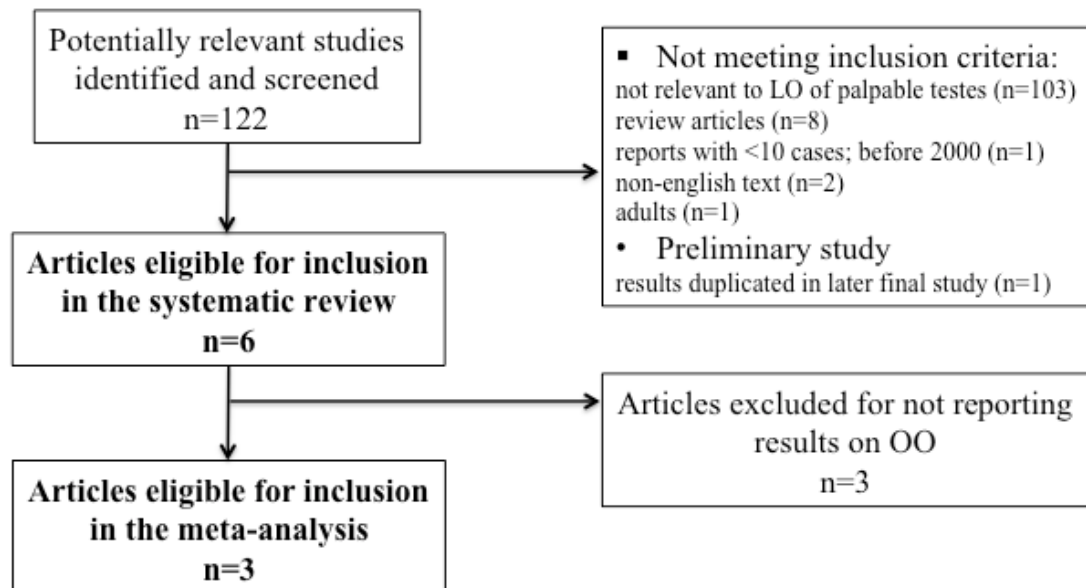 Potentially relevant studies
identified and screened
n=122
▪ Not meeting inclusion criteria:
not relevant to LO of palpable testes (n=103)
review articles (n=8)
reports with <10 cases; before 2000 (n=1)
non-english text (n=2)
adults (n=1)
• Preliminary study
results duplicated in later final study (n=1)
Articles eligible for inclusion
in the systematic review
n=6
Articles excluded for not reporting
results on OO
n=3
Articles eligible for inclusion
in the meta-analysis
n=3